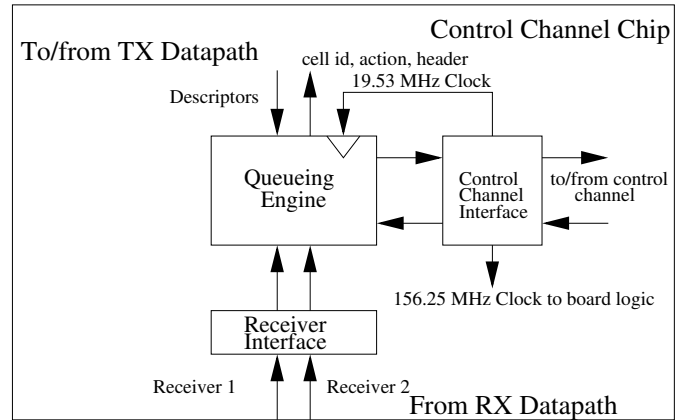 Control Channel Chip
To/from TX Datapath
cell id, action, header
19.53 MHz Clock
Descriptors
Queueing
Engine
Control
Channel
Interface
to/from control
channel
156.25 MHz Clock to board logic
Receiver
Interface
Receiver 1
Receiver 2
From RX Datapath